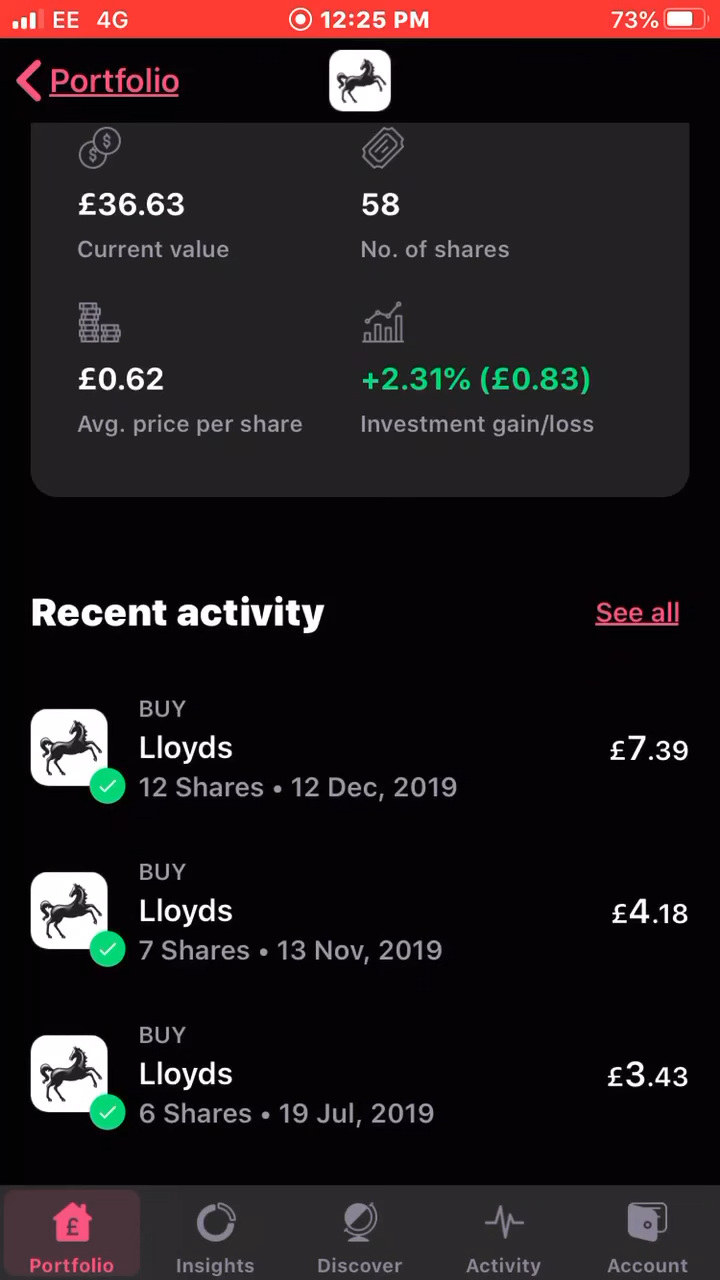 EE 4G 12:25 PM 73%
Portfolio
£36.63 58
Current value No. of shares
£0.62 +2.31% (£0.83)
Avg. price per share Investment gain/loss
Recent activity See all
BUY
Lloyds £7.39
12 Shares • 12 Dec, 2019
BUY
Lloyds £4.18
7 Shares • 13 Nov, 2019
BUY
Lloyds £3.43
6 Shares • 19 Jul, 2019
Portfolio Insights Discover Activity Account